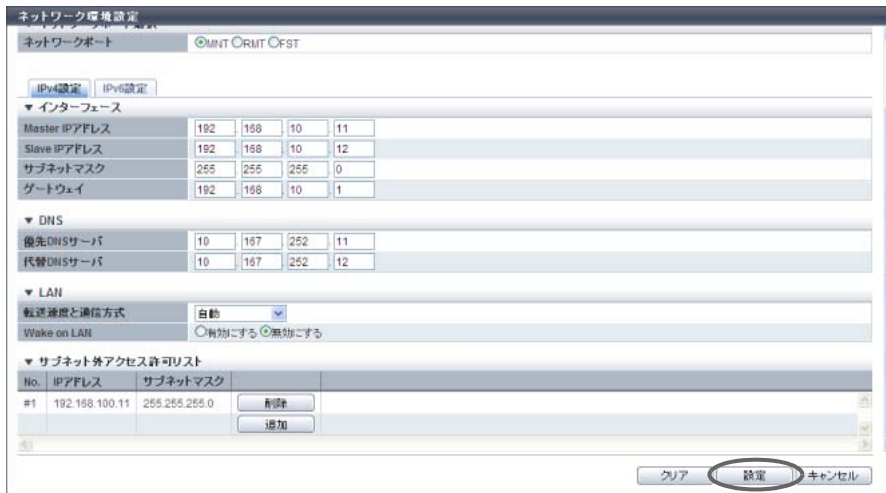 ネットワーク環境設定
ネットワークポート MNT RMT FST
IPv4設定 IPv6設定
▼ インターフェース
Master IPアドレス 192 . 168 . 10 . 11
Slave IPアドレス 192 . 168 . 10 . 12
サブネットマスク 255 . 255 . 255 . 0
ゲートウェイ 192 . 168 . 10 . 1
▼ DNS
優先DNSサーバ 10 . 167 . 252 . 11
代替DNSサーバ 10 . 167 . 252 . 12
▼ LAN
転送速度と通信方式 自動
Wake on LAN 有効にする 無効にする
▼ サブネット外アクセス許可リスト
No. IPアドレス サブネットマスク
#1 192.168.100.11 255.255.255.0 削除
追加
クリア 設定 キャンセル